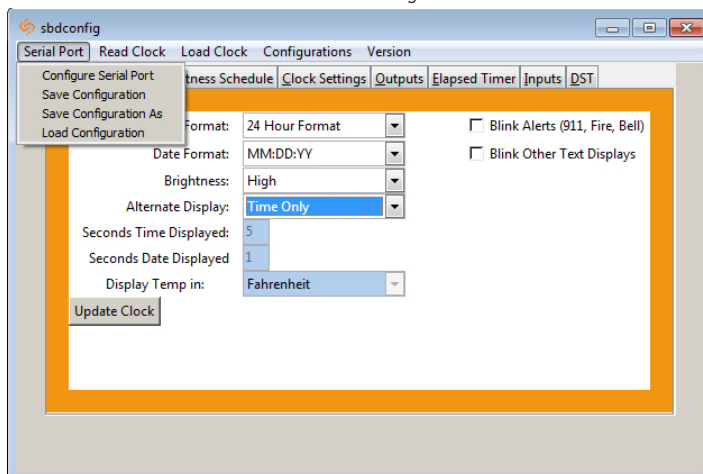 sbdconfig
Serial Port Read Clock Load Clock Configurations Version
Configure Serial Port
Save Configuration
Save Configuration As
Load Configuration
tness Schedule Clock Settings Outputs Elapsed Timer Inputs DST
Format: 24 Hour Format Blink Alerts (911, Fire, Bell)
Date Format: MM:DD:YY Blink Other Text Displays
Brightness: High
Alternate Display: Time Only
Seconds Time Displayed: 5
Seconds Date Displayed 1
Display Temp in: Fahrenheit
Update Clock